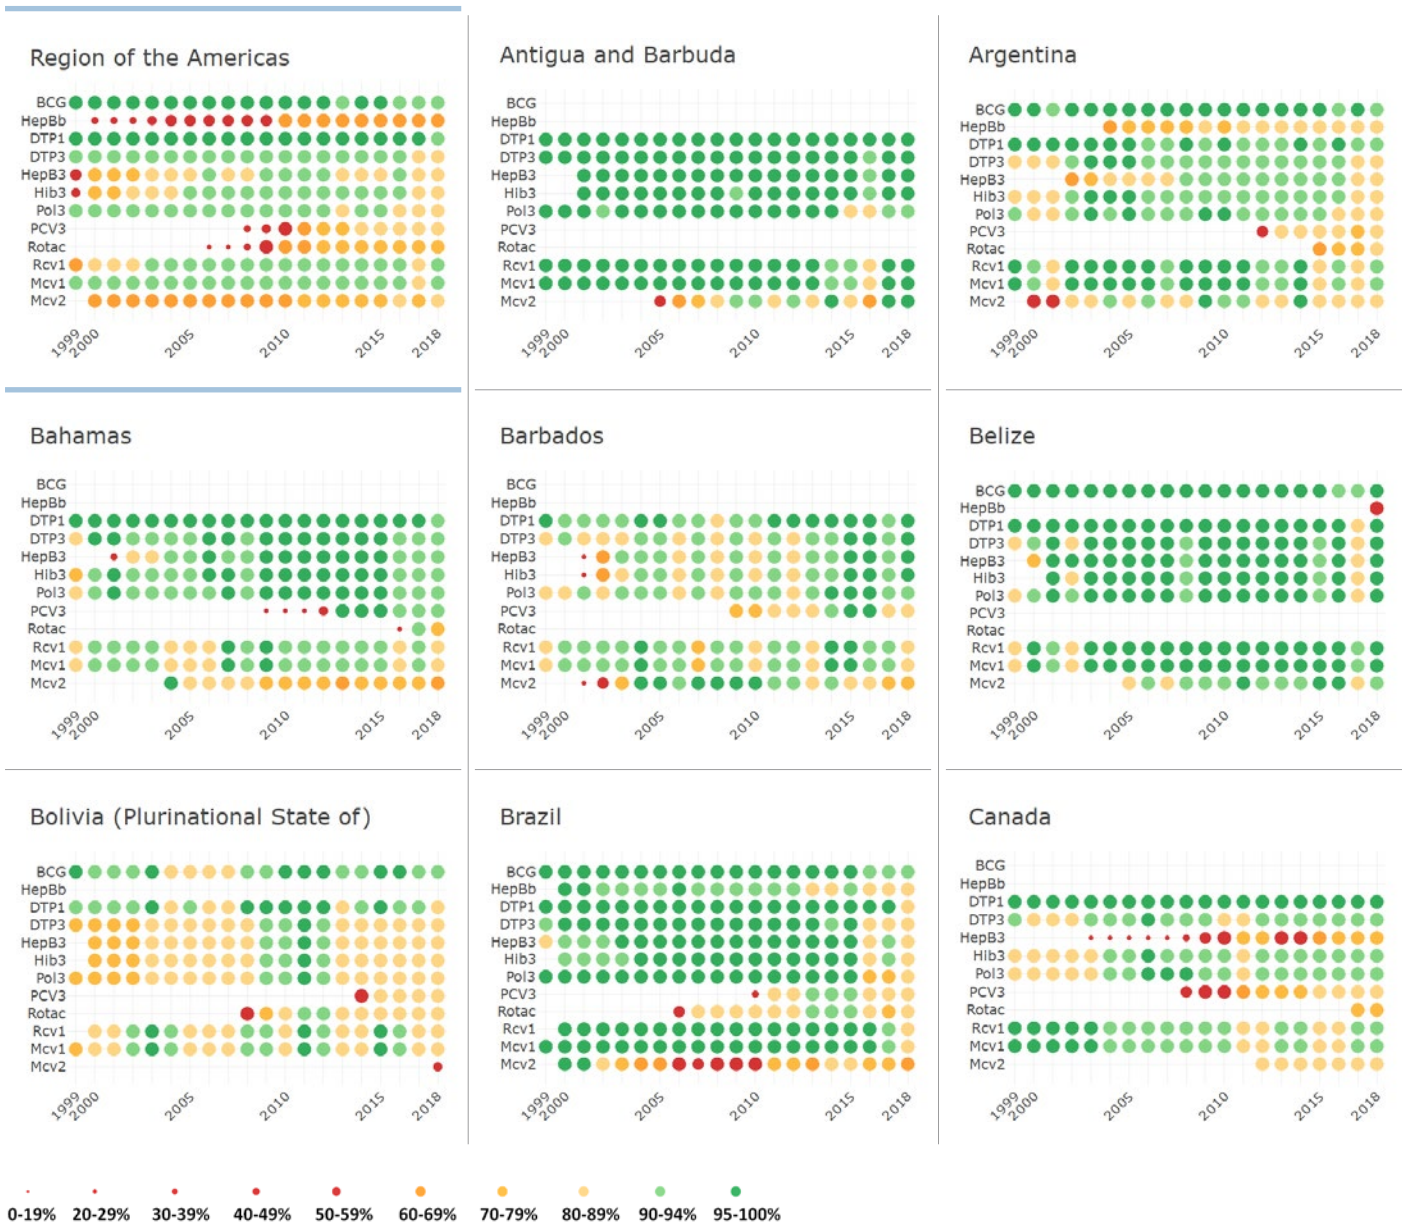 Region of the Americas
BCG
HepBb
DTP1
DTP3
HepB3
Hib3
Pol3
PCV3
Rotac
Rcv1
Mcv1
Mcv2
1999 2000 2005 2010 2015 2018
Antigua and Barbuda
BCG
HepBb
DTP1
DTP3
HepB3
Hib3
Pol3
PCV3
Rotac
Rcv1
Mcv1
Mcv2
1999 2000 2005 2010 2015 2018
Argentina
BCG
HepBb
DTP1
DTP3
HepB3
Hib3
Pol3
PCV3
Rotac
Rcv1
Mcv1
Mcv2
1999 2000 2005 2010 2015 2018
Bahamas
BCG
HepBb
DTP1
DTP3
HepB3
Hib3
Pol3
PCV3
Rotac
Rcv1
Mcv1
Mcv2
1999 2000 2005 2010 2015 2018
Barbados
BCG
HepBb
DTP1
DTP3
HepB3
Hib3
Pol3
PCV3
Rotac
Rcv1
Mcv1
Mcv2
1999 2000 2005 2010 2015 2018
Belize
BCG
HepBb
DTP1
DTP3
HepB3
Hib3
Pol3
PCV3
Rotac
Rcv1
Mcv1
Mcv2
1999 2000 2005 2010 2015 2018
Bolivia (Plurinational State of)
BCG
HepBb
DTP1
DTP3
HepB3
Hib3
Pol3
PCV3
Rotac
Rcv1
Mcv1
Mcv2
1999 2000 2005 2010 2015 2018
Brazil
BCG
HepBb
DTP1
DTP3
HepB3
Hib3
Pol3
PCV3
Rotac
Rcv1
Mcv1
Mcv2
1999 2000 2005 2010 2015 2018
Canada
BCG
HepBb
DTP1
DTP3
HepB3
Hib3
Pol3
PCV3
Rotac
Rcv1
Mcv1
Mcv2
1999 2000 2005 2010 2015 2018
0-19% 20-29% 30-39% 40-49% 50-59% 60-69% 70-79% 80-89% 90-94% 95-100%